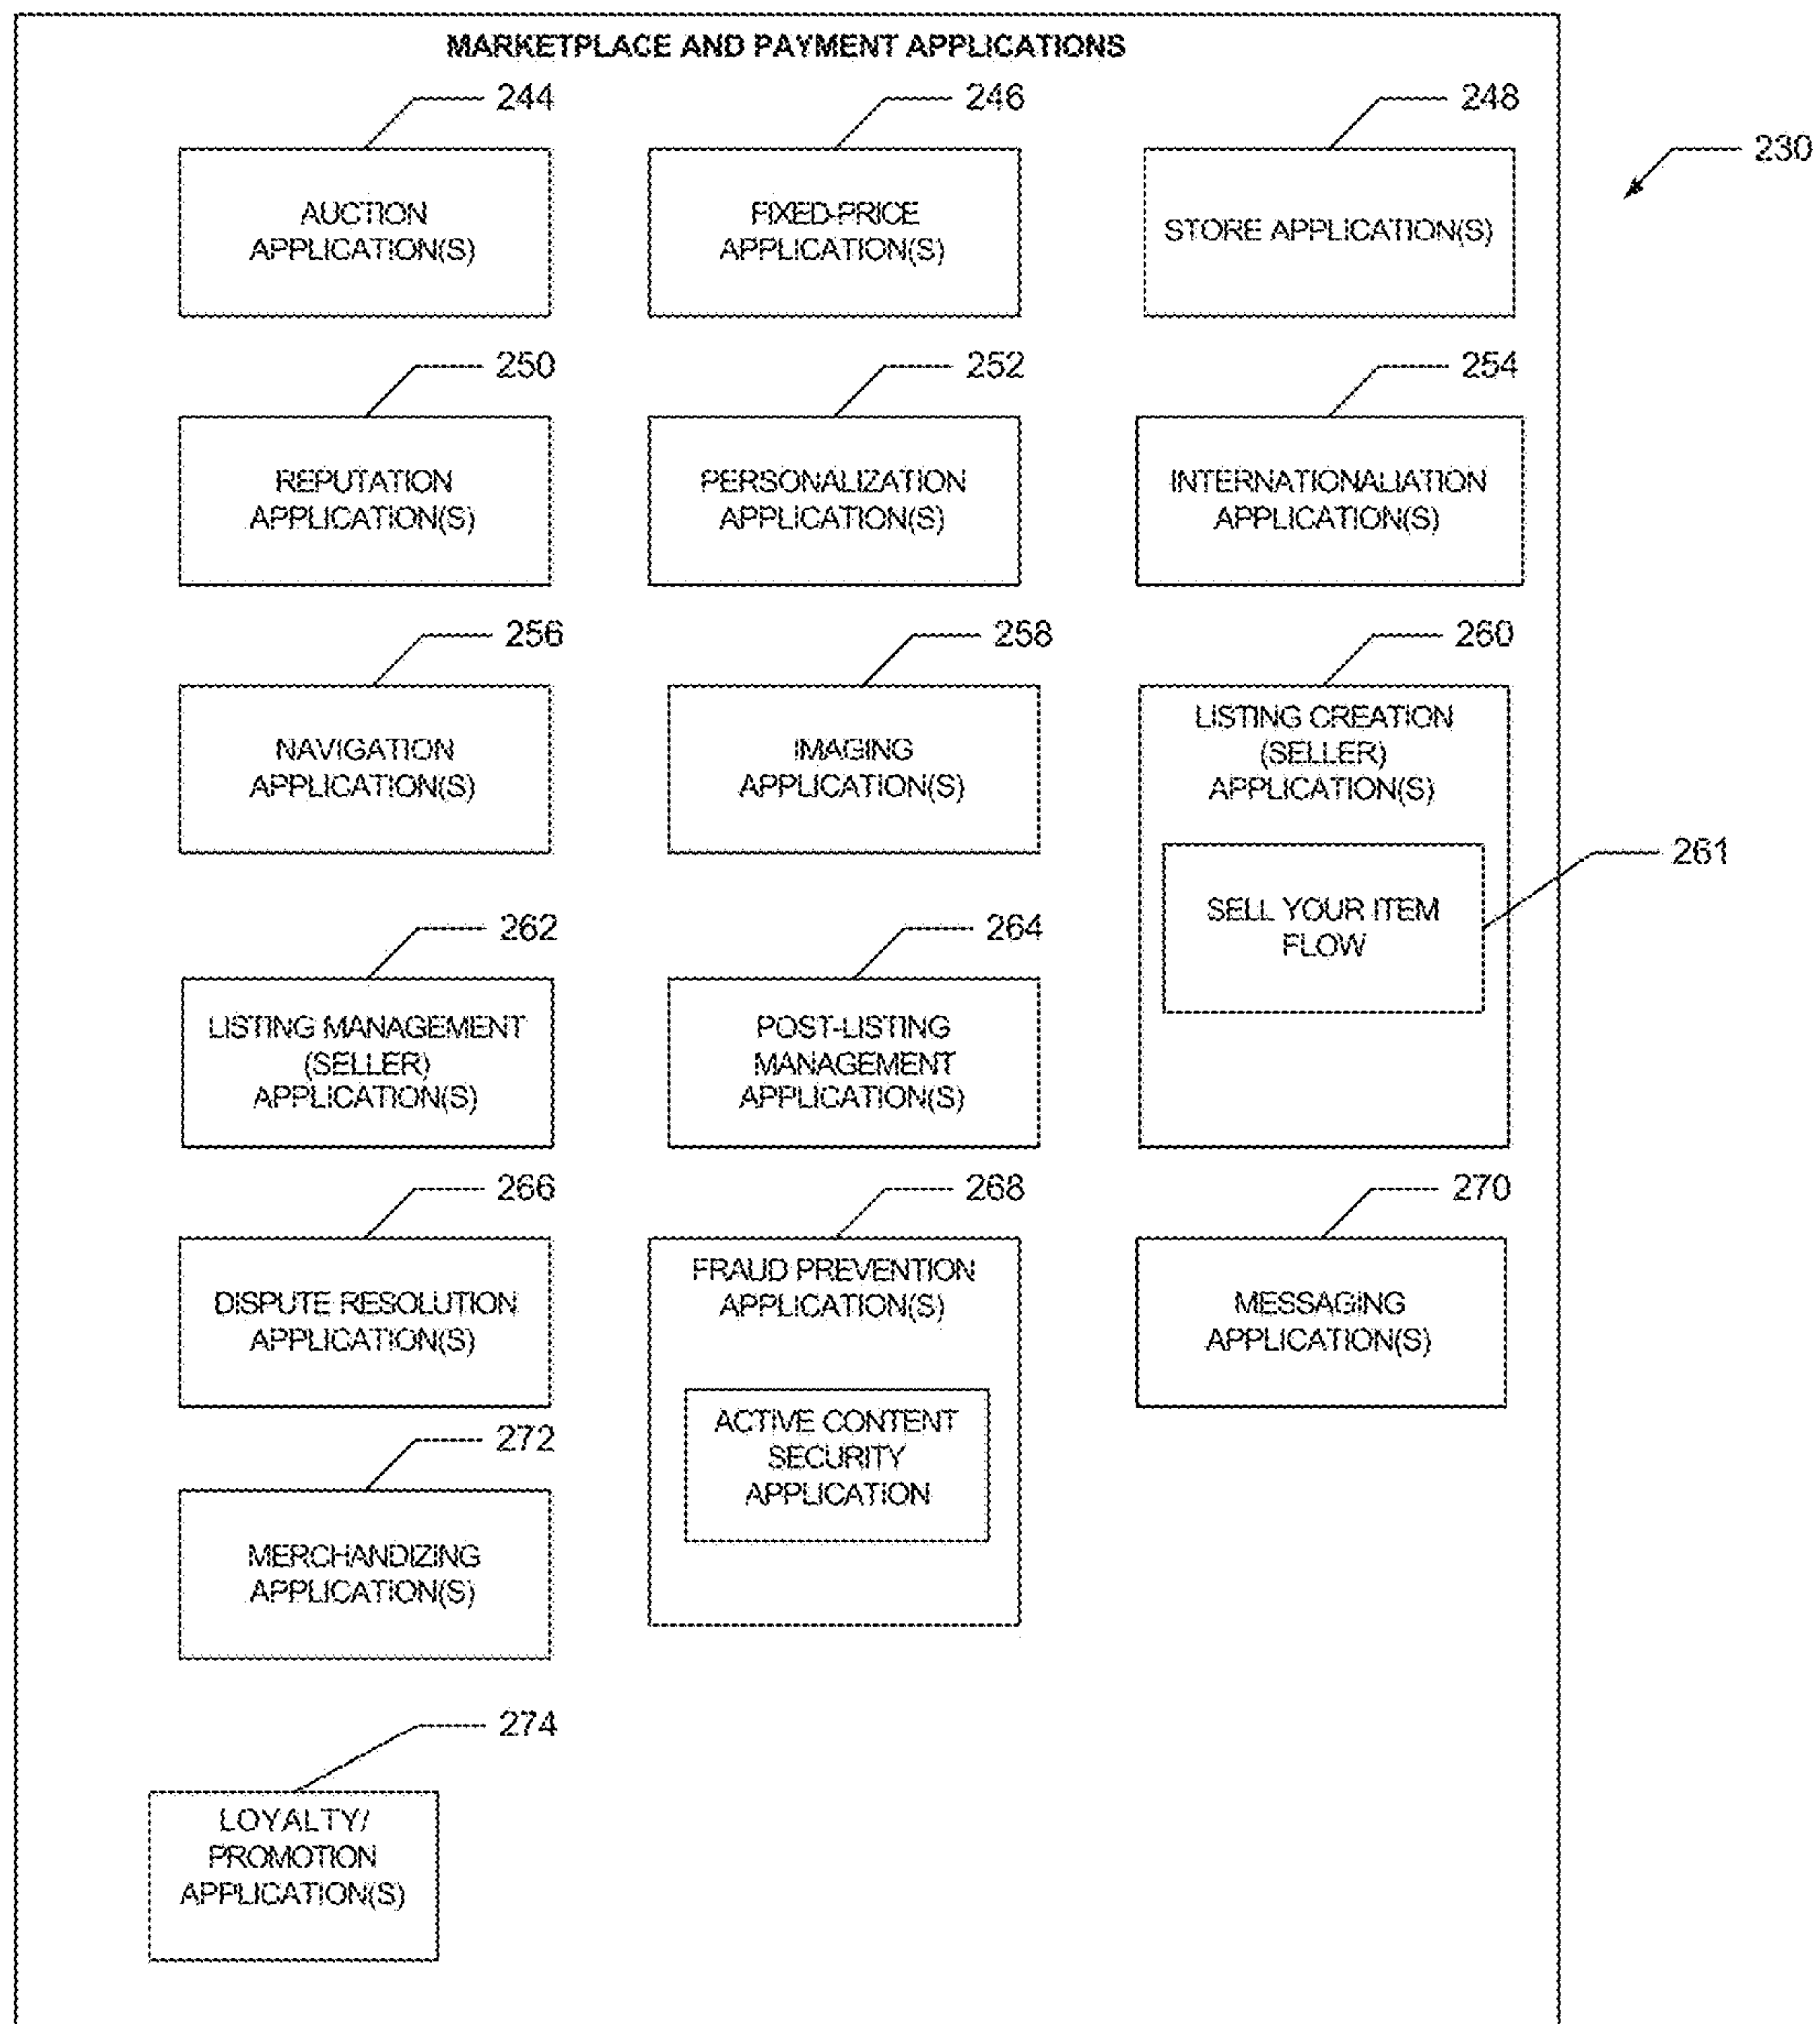 MARKETPLACE AND PAYMENT APPLICATIONS
244
246
248
230
AUCTION
APPLICATION(S)
FIXED-PRICE
APPLICATION(S)
STORE APPLICATION(S)
250
252
254
REPUTATION
APPLICATION(S)
PERSONALIZATION
APPLICATION(S)
INTERNATIONALIATION
APPLICATION(S)
256
258
260
NAVIGATION
APPLICATION(S)
IMAGING
APPLICATION(S)
LISTING CREATION
(SELLER)
APPLICATION(S)
261
SELL YOUR ITEM
FLOW
262
264
LISTING MANAGEMENT
(SELLER)
APPLICATION(S)
POST-LISTING
MANAGEMENT
APPLICATION(S)
266
268
270
DISPUTE RESOLUTION
APPLICATION(S)
FRAUD PREVENTION
APPLICATION(S)
MESSAGING
APPLICATION(S)
ACTIVE CONTENT
SECURITY
APPLICATION
272
MERCHANDIZING
APPLICATION(S)
274
LOYALTY/
PROMOTION
APPLICATION(S)